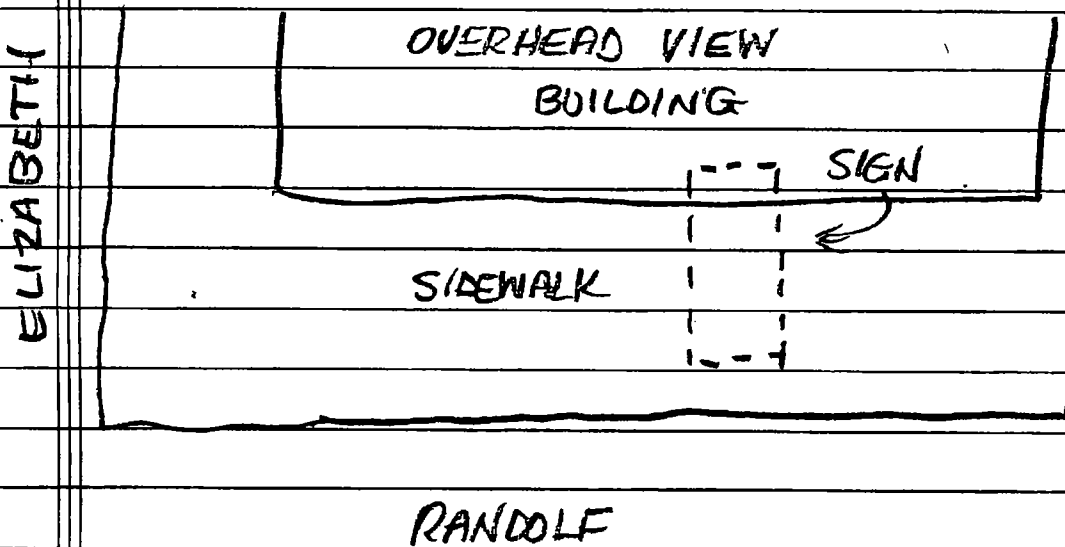 OVERHEAD VIEW
BUILDING
SIGN
ELIZABETH
SIDEWALK
RANDOLF